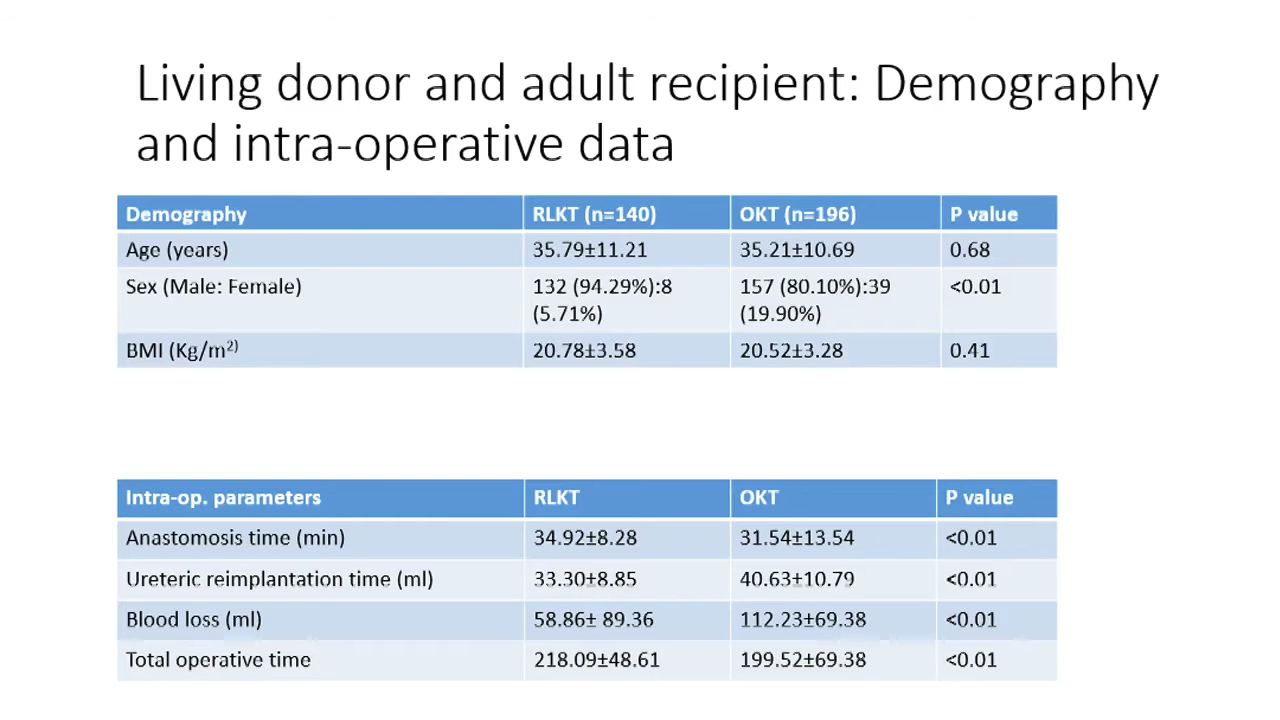 Living donor and adult recipient: Demography
and intra-operative data
Demography RLKT (n=140) OKT (n=196) P value
Age (years) 35.79±11.21 35.21±10.69 0.68
Sex (Male: Female) 132 (94.29%):8 157 (80.10%):39 <0.01
(5.71%) (19.90%)
BMI (Kg/m²⁾ 20.78±3.58 20.52±3.28 0.41
Intra-op. parameters RLKT OKT P value
Anastomosis time (min) 34.92±8.28 31.54±13.54 <0.01
Ureteric reimplantation time (ml) 33.30±8.85 40.63±10.79 <0.01
Blood loss (ml) 58.86± 89.36 112.23±69.38 <0.01
Total operative time 218.09±48.61 199.52±69.38 <0.01